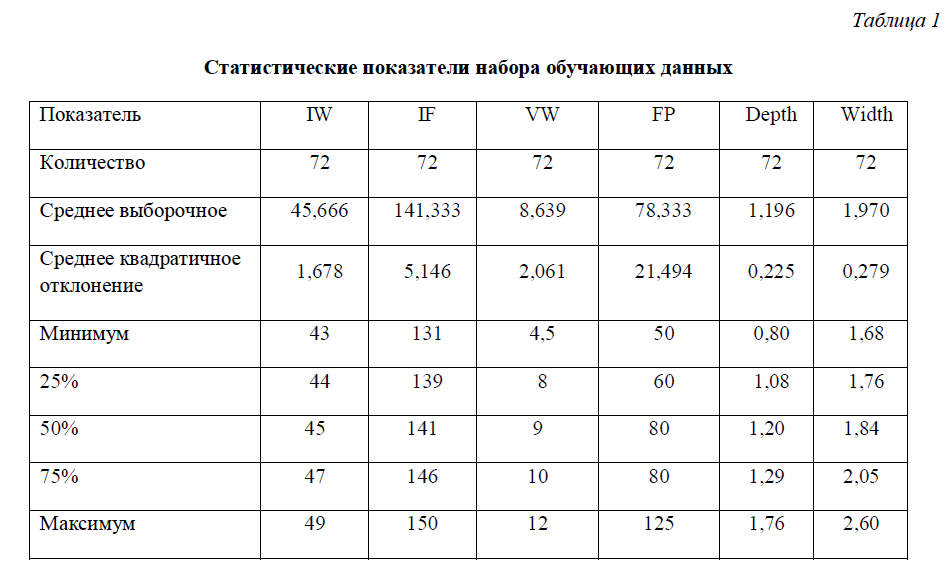 Таблица 1
Статистические показатели набора обучающих данных
Показатель IW IF VW FP Depth Width
Количество 72 72 72 72 72 72
Среднее выборочное 45,666 141,333 8,639 78,333 1,196 1,970
Среднее квадратичное
отклонение 1,678 5,146 2,061 21,494 0,225 0,279
Минимум 43 131 4,5 50 0,80 1,68
25% 44 139 8 60 1,08 1,76
50% 45 141 9 80 1,20 1,84
75% 47 146 10 80 1,29 2,05
Максимум 49 150 12 125 1,76 2,60